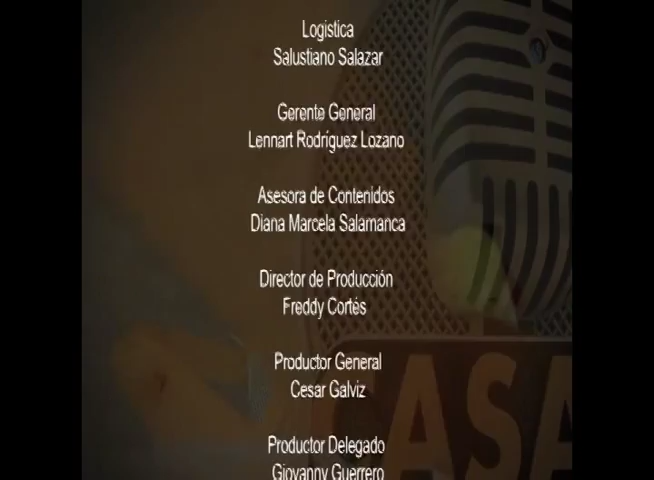 Logistica
Salustiano Salazar
Gerente General
Lennart Rodríguez Lozano
Asesora de Contenidos
Diana Marcela Salamanca
Director de Producción
Freddy Cortés
Productor General
Cesar Galviz
Productor Delegado
Giovanny Guerrero
CASA